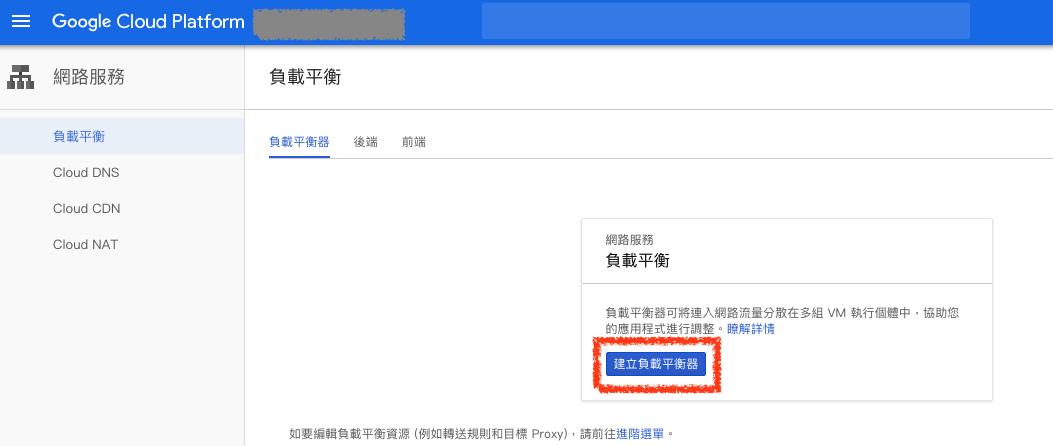 Google Cloud Platform
網路服務
負載平衡
Cloud DNS
Cloud CDN
Cloud NAT
負載平衡
負載平衡器 後端 前端
網路服務
負載平衡
負載平衡器可將連入網路流量分散在多組 VM 執行個體中，協助您
的應用程式進行調整。瞭解詳情
建立負載平衡器
如要編輯負載平衡資源 (例如轉送規則和目標 Proxy)，請前往進階選單。